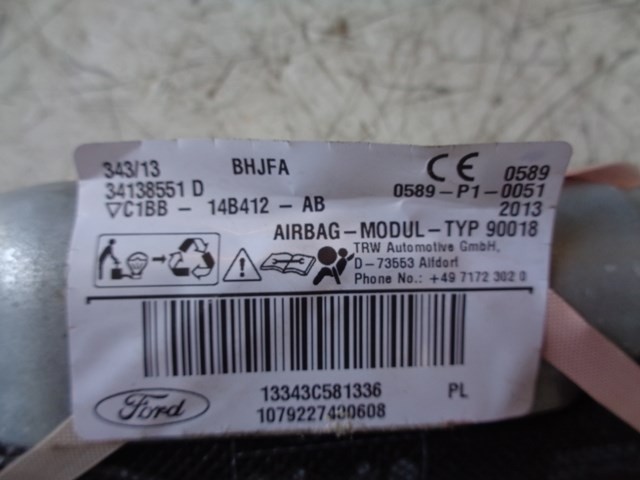 343/13 BHJFA
34138551 D
C1BB - 14B412 - AB
CE 0589
0589-P1-0051
2013
AIRBAG-MODUL-TYP 90018
TRW Automotive GmbH,
D-73553 Alfdorf
Phone No.: +49 7172 302 0
13343C581336 PL
1079227430608
Ford